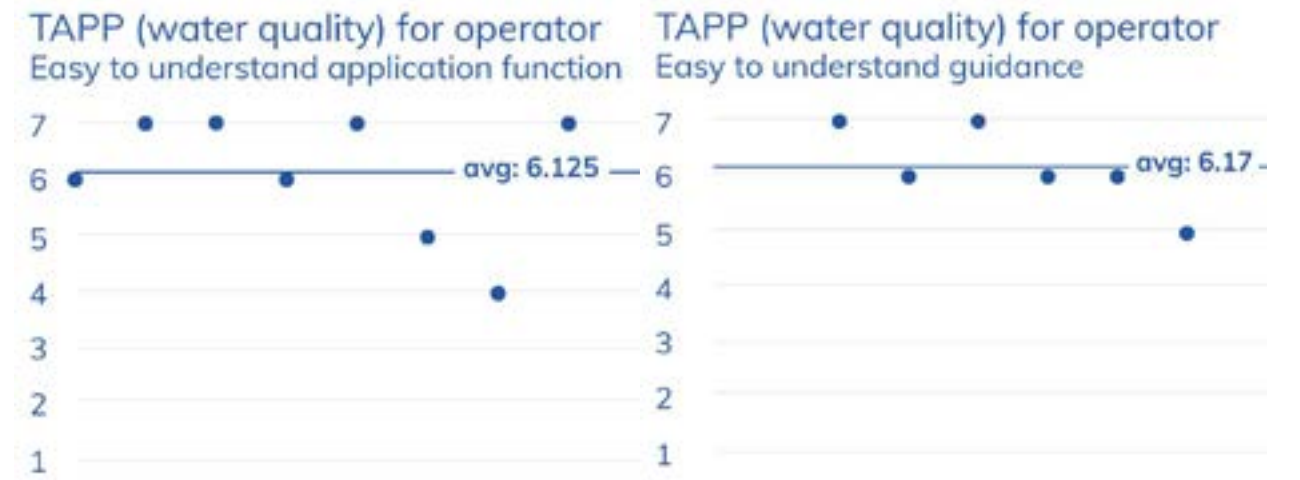 TAPP (water quality) for operator
Easy to understand application function
7
6
5
4
3
2
1
avg: 6.125
TAPP (water quality) for operator
Easy to understand guidance
7
6
5
4
3
2
1
avg: 6.17